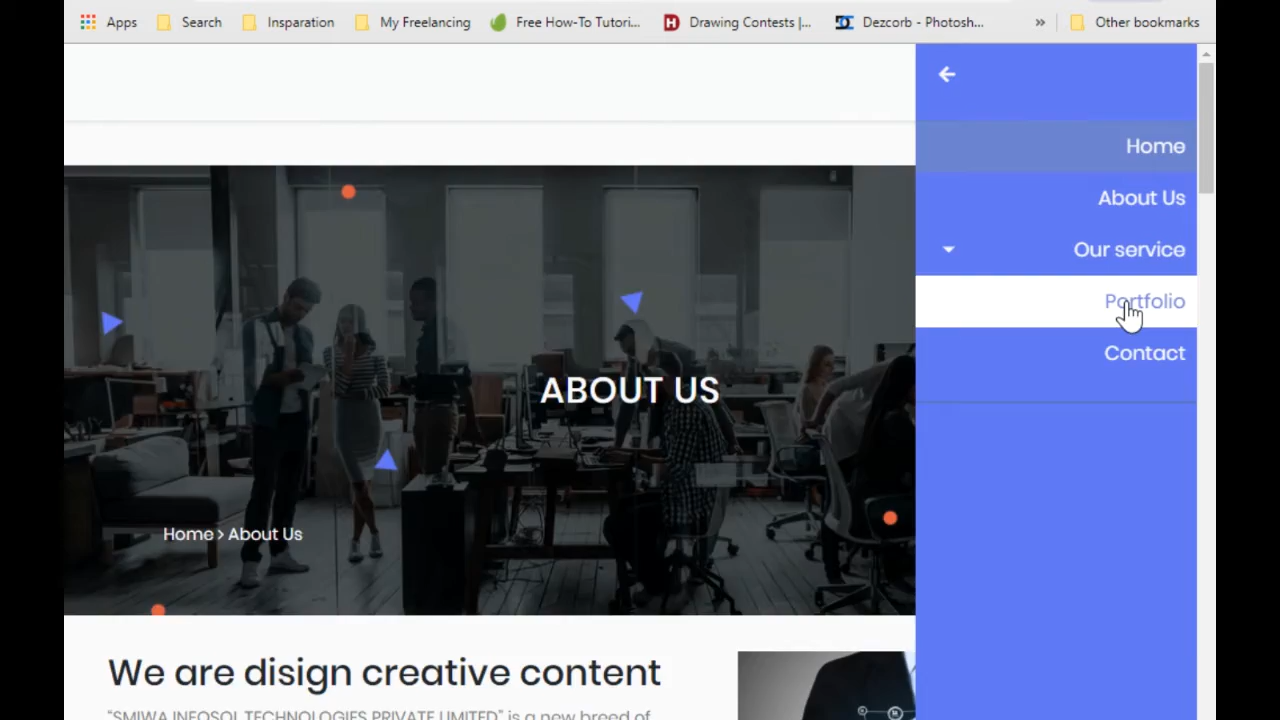 Apps Search Insparation My Freelancing Free How-To Tutori... Drawing Contests |... Dezcorb - Photosh... » Other bookmarks
Home
About Us
Our service
Portfolio
Contact
ABOUT US
Home > About Us
We are disign creative content
“SMIWA INFOSOL TECHNOLOGIES PRIVATE LIMITED” is a new breed of